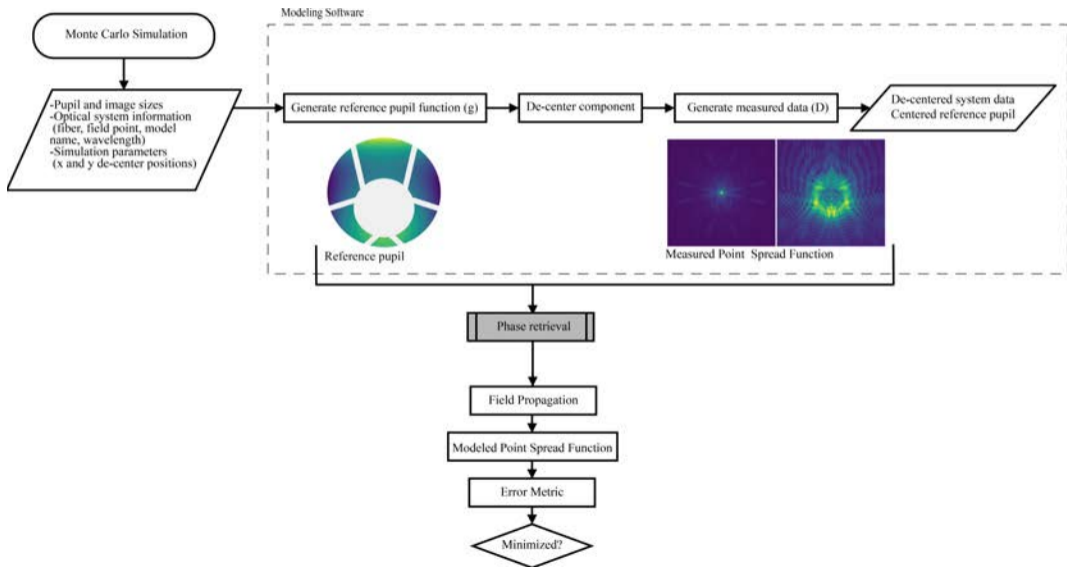 Modeling Software
Monte Carlo Simulation
-Pupil and image sizes
-Optical system information
(fiber, field point, model
name, wavelength)
-Simulation parameters
(x and y de-center positions)
Generate reference pupil function (g)
De-center component
Generate measured data (D)
De-centered system data
Centered reference pupil
Reference pupil
Measured Point Spread Function
Phase retrieval
Field Propagation
Modeled Point Spread Function
Error Metric
Minimized?